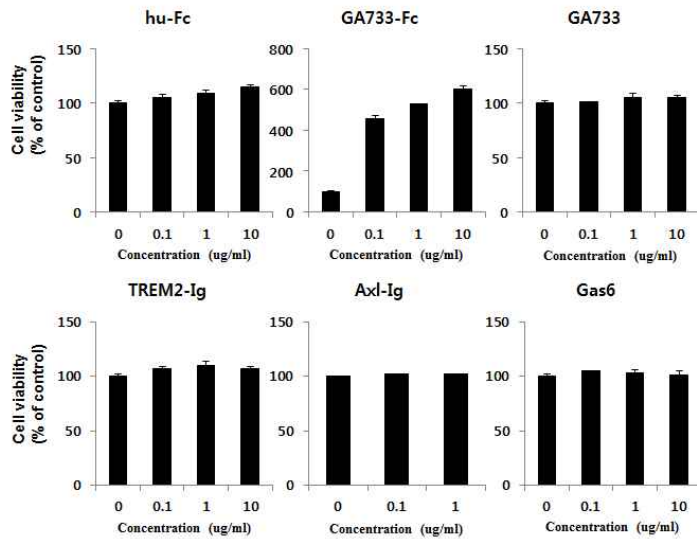 hu-Fc
GA733-Fc
GA733
Cell viability
(% of control)
150
100
50
0
800
600
400
200
0
150
100
50
0
0 0.1 1 10
0 0.1 1 10
0 0.1 1 10
Concentration (ug/ml)
Concentration (ug/ml)
Concentration (ug/ml)
TREM2-Ig
Axl-Ig
Gas6
Cell viability
(% of control)
150
100
50
0
150
100
50
0
150
100
50
0
0 0.1 1 10
0 0.1 1
0 0.1 1 10
Concentration (ug/ml)
Concentration (ug/ml)
Concentration (ug/ml)